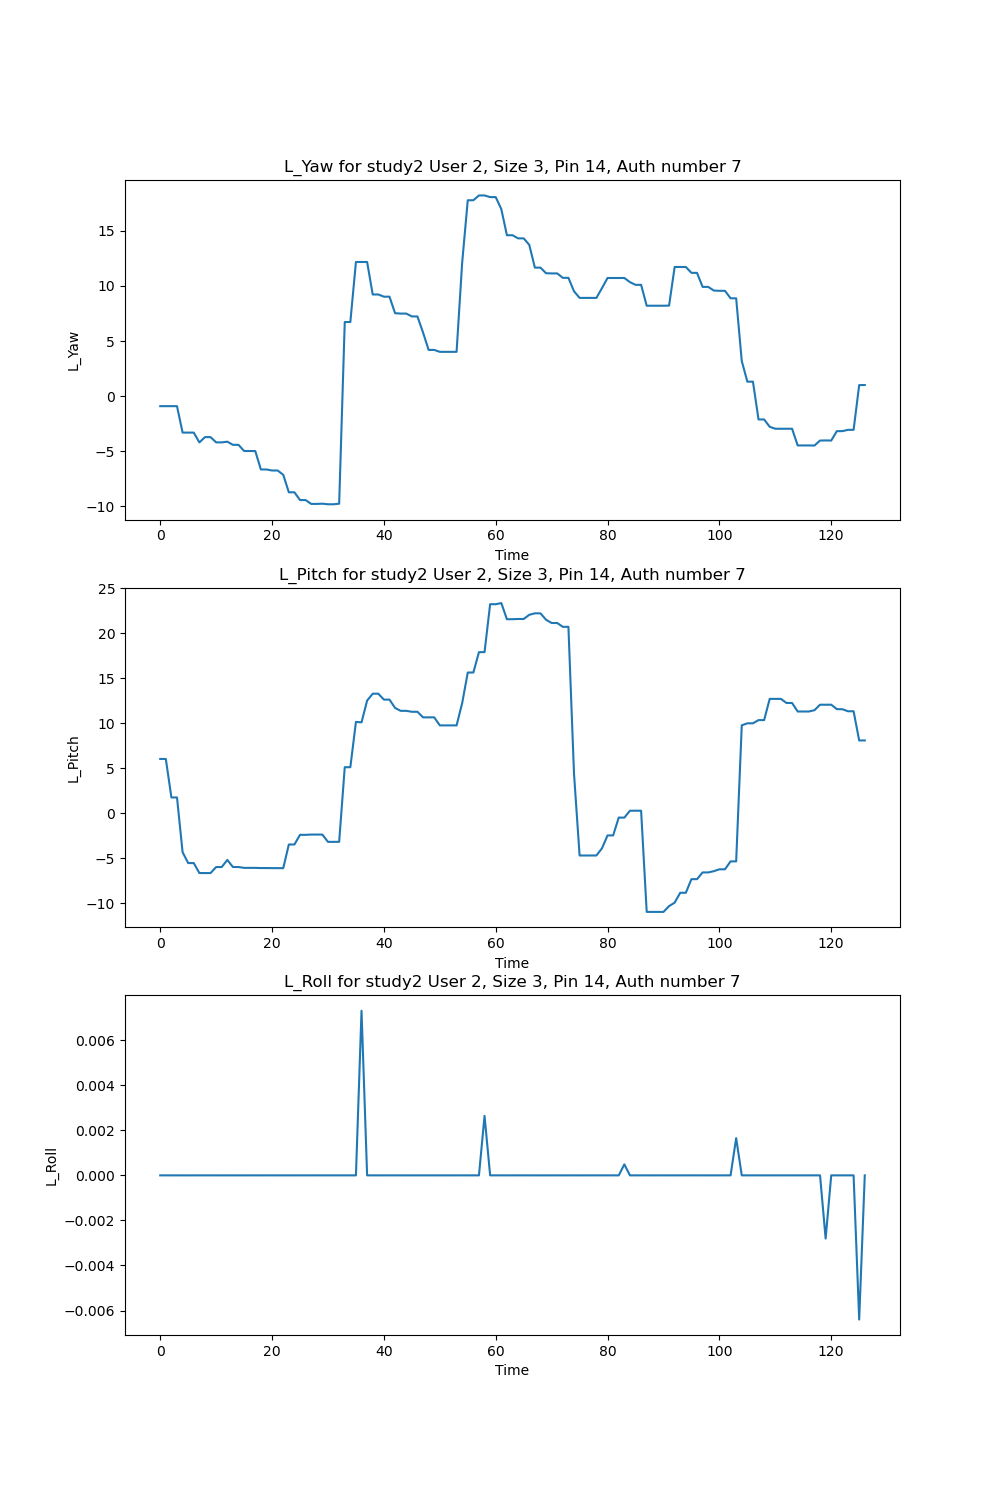 L_Yaw for study2 User 2, Size 3, Pin 14, Auth number 7
15
10
5
0
−5
−10
L_Yaw
0 20 40 60 80 100 120
Time
L_Pitch for study2 User 2, Size 3, Pin 14, Auth number 7
25
20
15
10
5
0
−5
−10
L_Pitch
0 20 40 60 80 100 120
Time
L_Roll for study2 User 2, Size 3, Pin 14, Auth number 7
0.006
0.004
0.002
0.000
−0.002
−0.004
−0.006
L_Roll
0 20 40 60 80 100 120
Time